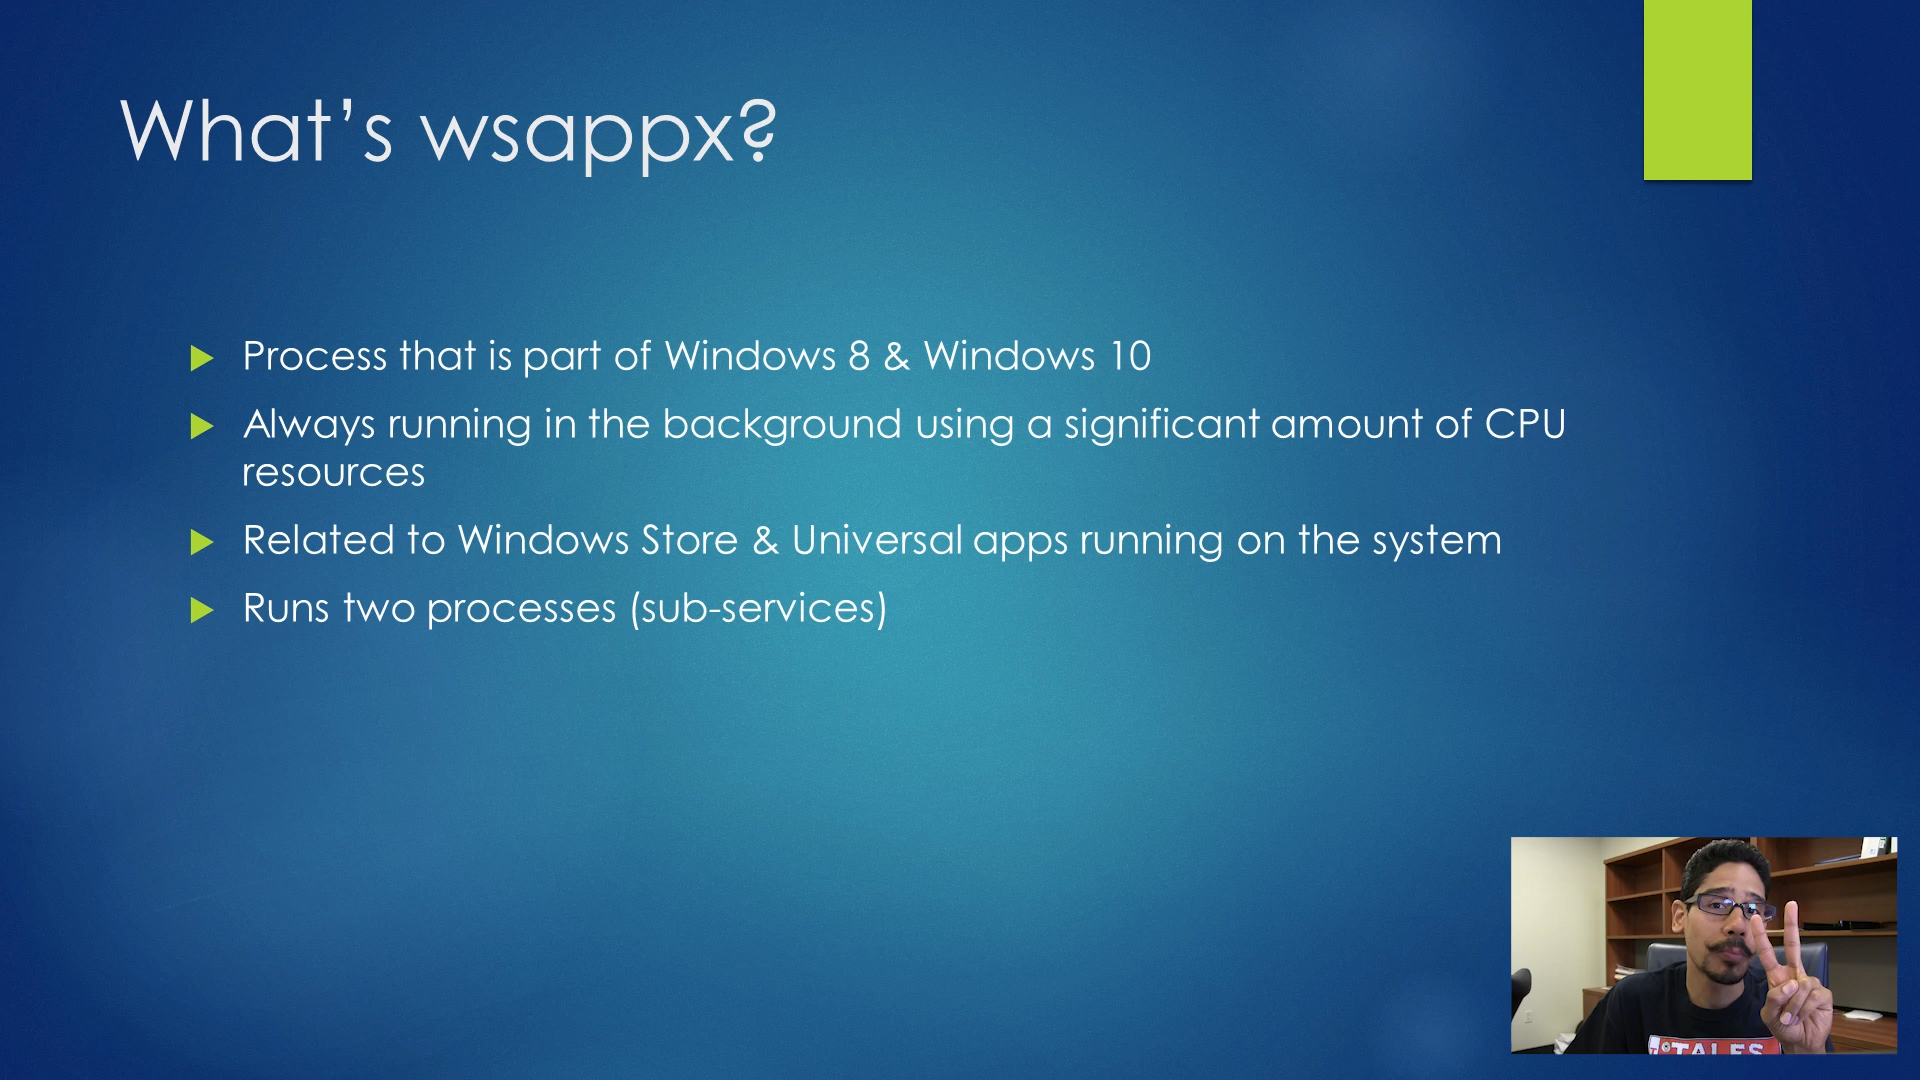 What's wsappx?
Process that is part of Windows 8 & Windows 10
Always running in the background using a significant amount of CPU
resources
Related to Windows Store & Universal apps running on the system
Runs two processes (sub-services)
TALES